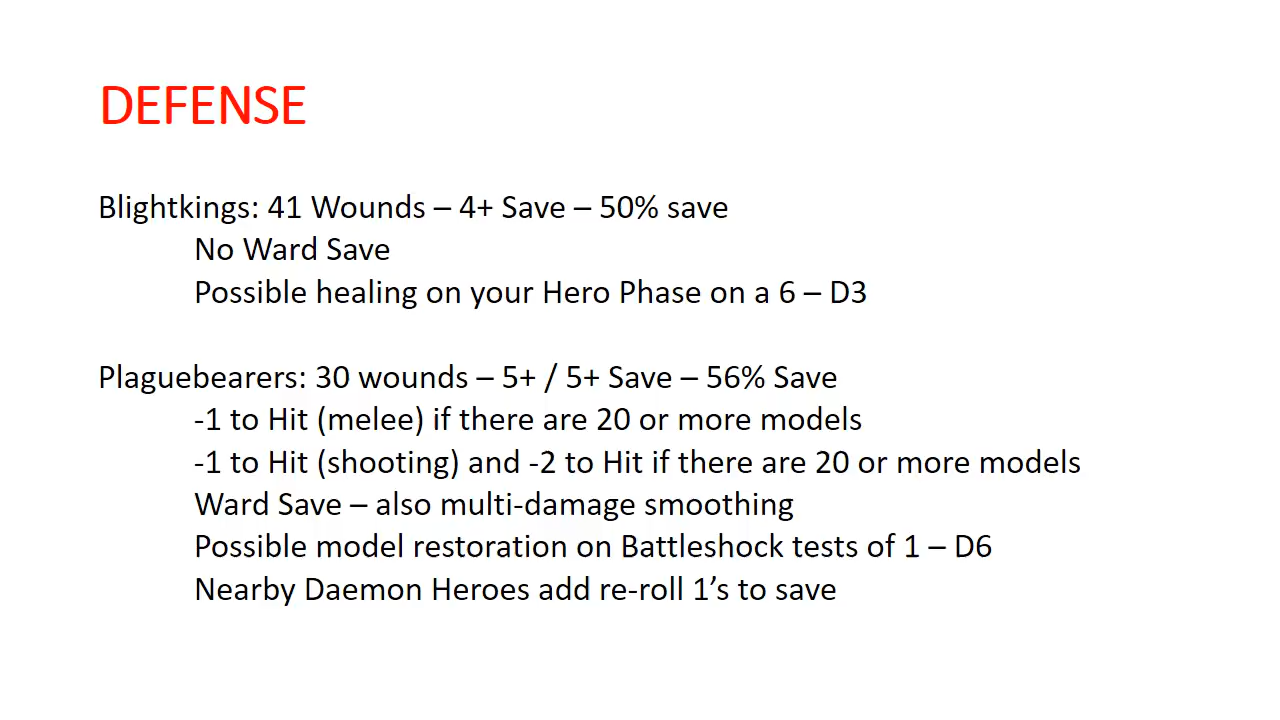 DEFENSE
Blightkings: 41 Wounds – 4+ Save – 50% save
No Ward Save
Possible healing on your Hero Phase on a 6 – D3
Plaguebearers: 30 wounds – 5+ / 5+ Save – 56% Save
-1 to Hit (melee) if there are 20 or more models
-1 to Hit (shooting) and -2 to Hit if there are 20 or more models
Ward Save – also multi-damage smoothing
Possible model restoration on Battleshock tests of 1 – D6
Nearby Daemon Heroes add re-roll 1’s to save